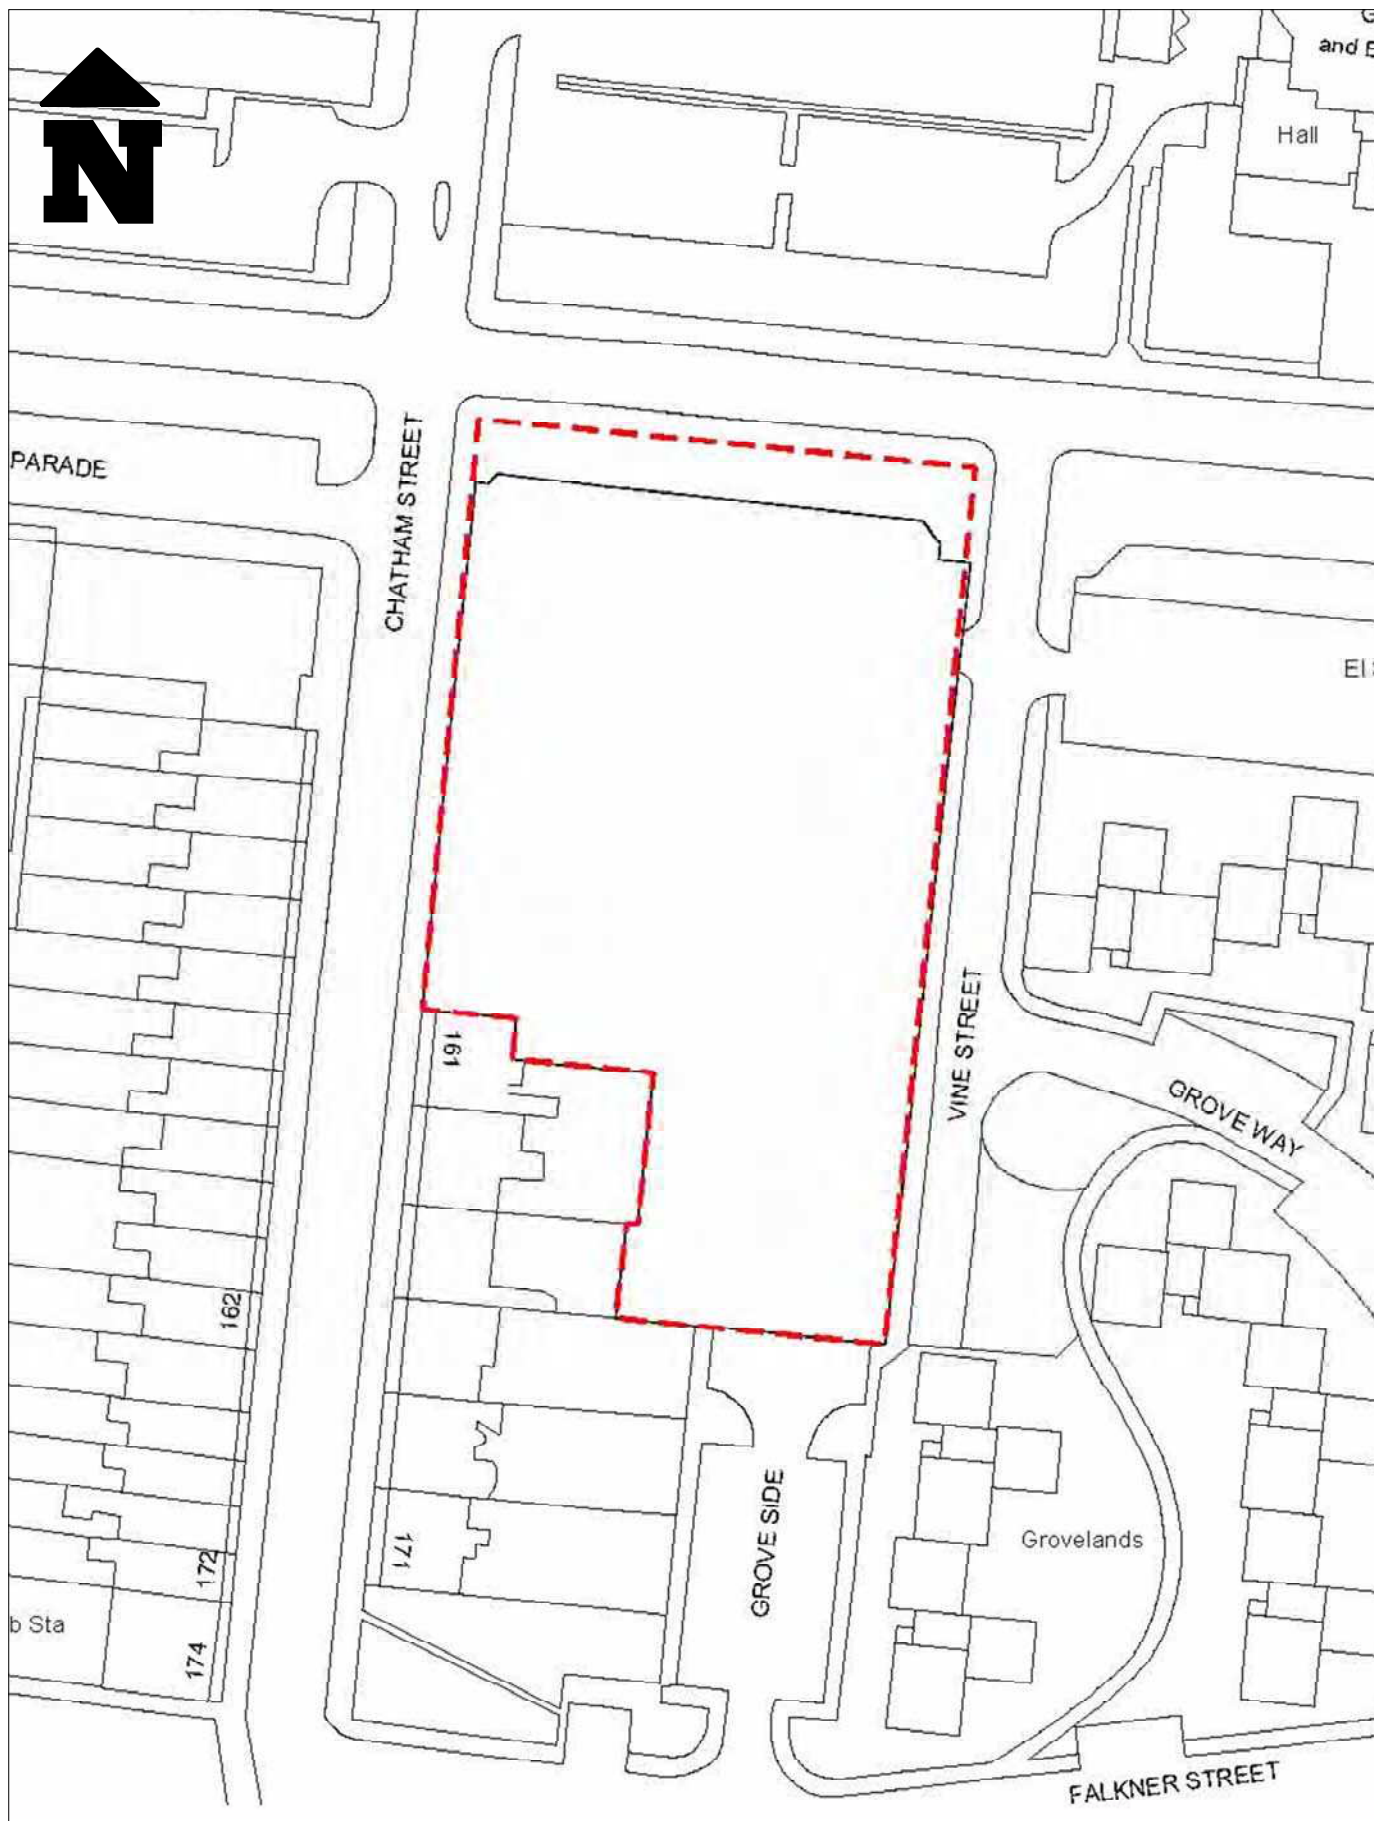 N
and
Hall
PARADE
CHATHAM STREET
161
VINE STREET
GROVE WAY
162
GROVE SIDE
Grovelands
171
172
b Sta
174
FALKNER STREET